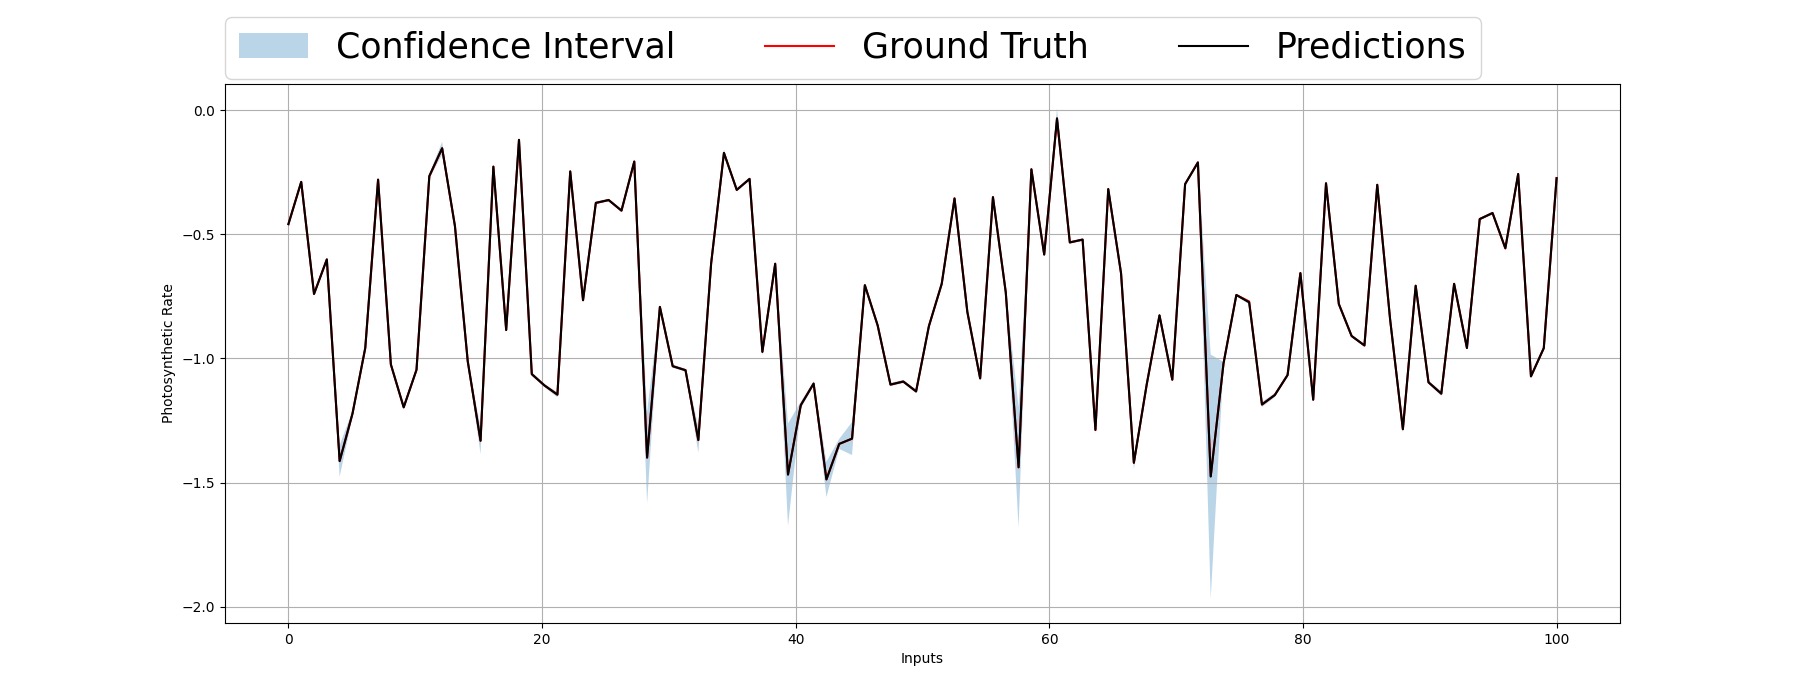 Confidence Interval Ground Truth Predictions
0.0
−0.5
−1.0
−1.5
−2.0
Photosynthetic Rate
0 20 40 60 80 100
Inputs